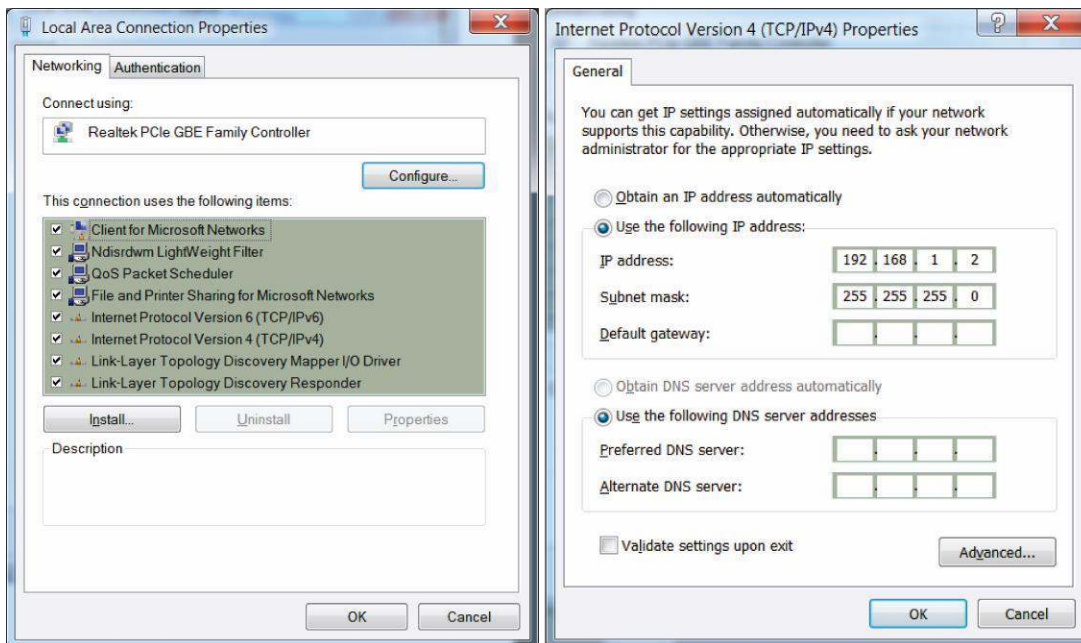 Local Area Connection Properties
Networking
Authentication
Connect using:
Realtek PCIe GBE Family Controller
Configure...
This connection uses the following items:
Client for Microsoft Networks
Ndisrdwm LightWeight Filter
QoS Packet Scheduler
File and Printer Sharing for Microsoft Networks
Internet Protocol Version 6 (TCP/IPv6)
Internet Protocol Version 4 (TCP/IPv4)
Link-Layer Topology Discovery Mapper I/O Driver
Link-Layer Topology Discovery Responder
Install...
Uninstall
Properties
Description
OK
Cancel
Internet Protocol Version 4 (TCP/IPv4) Properties
General
You can get IP settings assigned automatically if your network
supports this capability. Otherwise, you need to ask your network
administrator for the appropriate IP settings.
Obtain an IP address automatically
Use the following IP address:
IP address: 192 . 168 . 1 . 2
Subnet mask: 255 . 255 . 255 . 0
Default gateway: . . .
Obtain DNS server address automatically
Use the following DNS server addresses
Preferred DNS server: . . .
Alternate DNS server: . . .
Validate settings upon exit
Advanced...
OK
Cancel